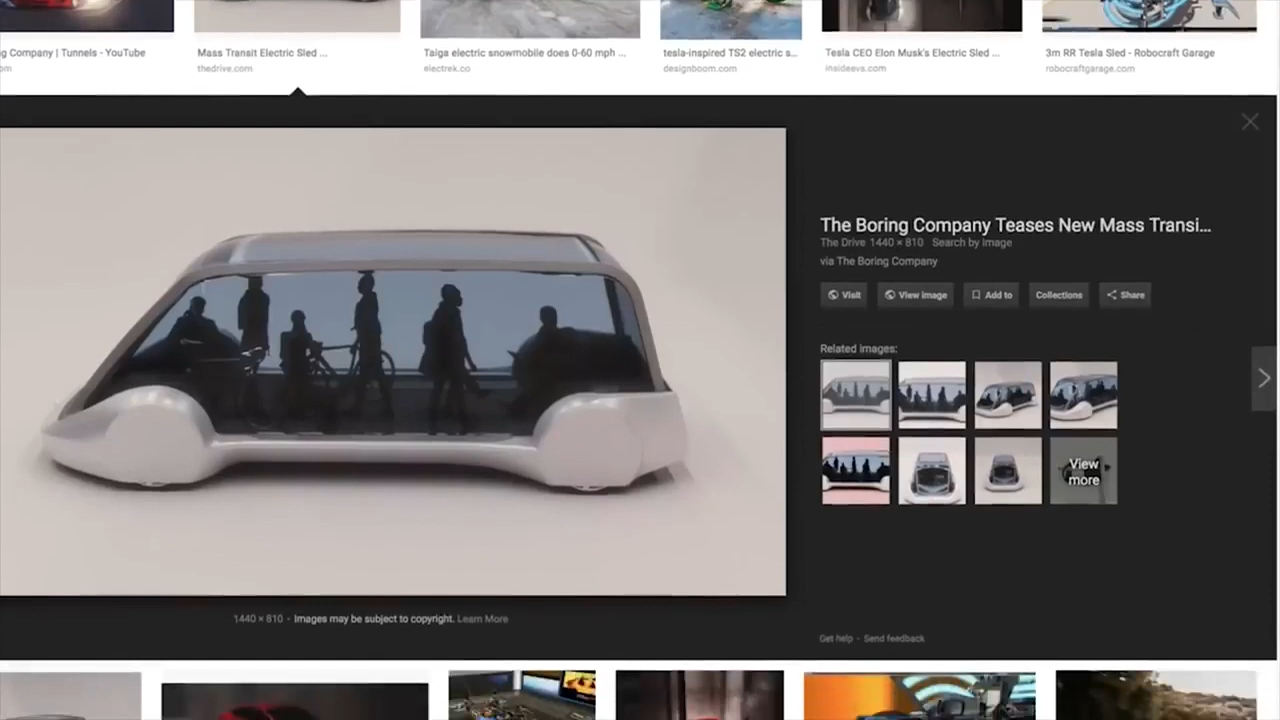 g Company | Tunnels - YouTube
Mass Transit Electric Sled ...
Taiga electric snowmobile does 0-60 mph ...
tesla-inspired TS2 electric s...
Tesla CEO Elon Musk's Electric Sled ...
3m RR Tesla Sled - Robocraft Garage
om
thedrive.com
electrek.co
designboom.com
insideevs.com
robocraftgarage.com
The Boring Company Teases New Mass Transi...
The Drive 1440 × 810 Search by Image
via The Boring Company
Visit
View image
Add to
Collections
Share
Related images:
View
more
1440 × 810 - Images may be subject to copyright. Learn More
Get help - Send feedback